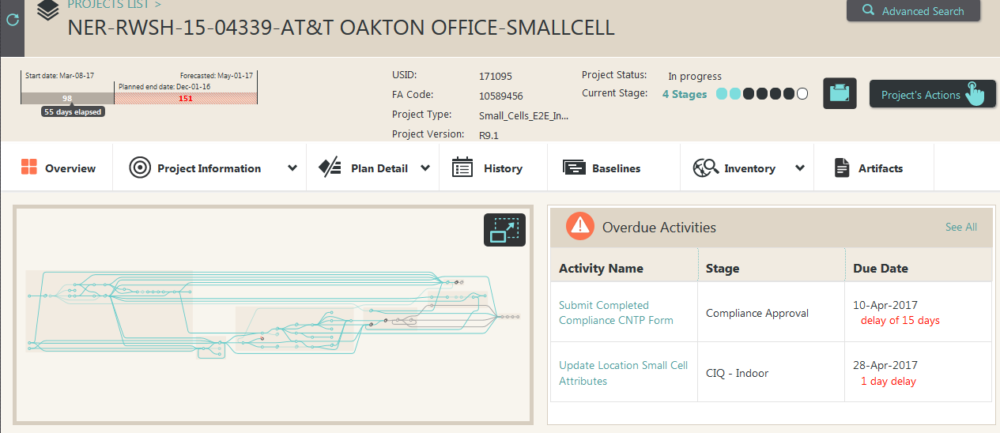 PROJECTS LIST >
NER-RWSH-15-04339-AT&T OAKTON OFFICE-SMALLCELL
Advanced Search
Start date: Mar-08-17
Forecasted: May-01-17
Planned end date: Dec-01-16
98
151
55 days elapsed
USID: 171095
FA Code: 10589456
Project Type: Small_Cells_E2E_In...
Project Version: R9.1
Project Status: In progress
Current Stage: 4 Stages
Project's Actions
Overview
Project Information
Plan Detail
History
Baselines
Inventory
Artifacts
Overdue Activities
See All
Activity Name Stage Due Date
Submit Completed
Compliance CNTP Form
Compliance Approval
10-Apr-2017
delay of 15 days
Update Location Small Cell
Attributes
CIQ - Indoor
28-Apr-2017
1 day delay